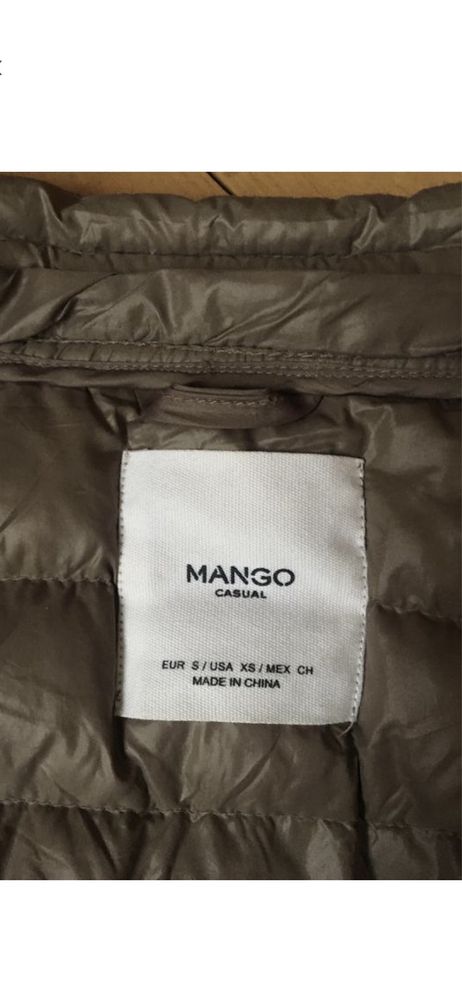 MANGO
CASUAL
EUR S / USA XS / MEX CH
MADE IN CHINA